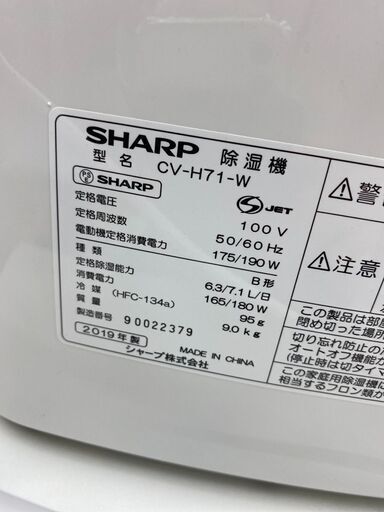 SHARP 除湿機
型名 CV-H71-W
PSE SHARP
JET
定格電圧 100 V
定格周波数 50/60 Hz
電動機定格消費電力 175/190 W
種類 B形
定格除湿能力 6.3/7.1 L/日
消費電力 165/180 W
冷媒 (HFC-134a) 95 g
質量 9.0 kg
製造番号 90022379
2019年製 MADE IN CHINA
シャープ株式会社
警
注意
この製品は部
閉め切った場所
切り忘れ防止の
オートオフ機能
(停止時は切タイマ
この家庭用除湿機に
相当するフロン類が